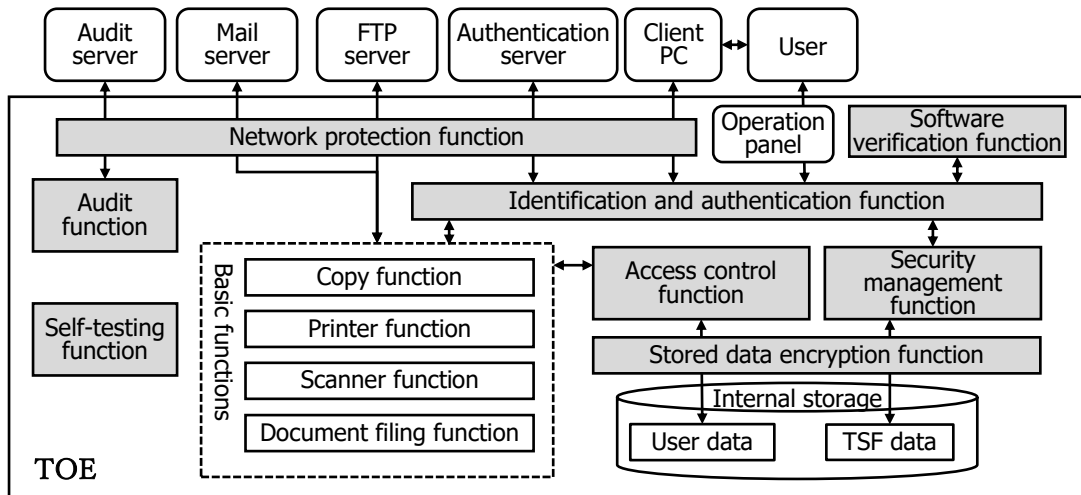 Audit
server
Mail
server
FTP
server
Authentication
server
Client
PC
User
Network protection function
Operation
panel
Software
verification function
Audit
function
Identification and authentication function
Basic functions
Copy function
Printer function
Scanner function
Document filing function
Access control
function
Security
management
function
Self-testing
function
Stored data encryption function
Internal storage
User data
TSF data
TOE